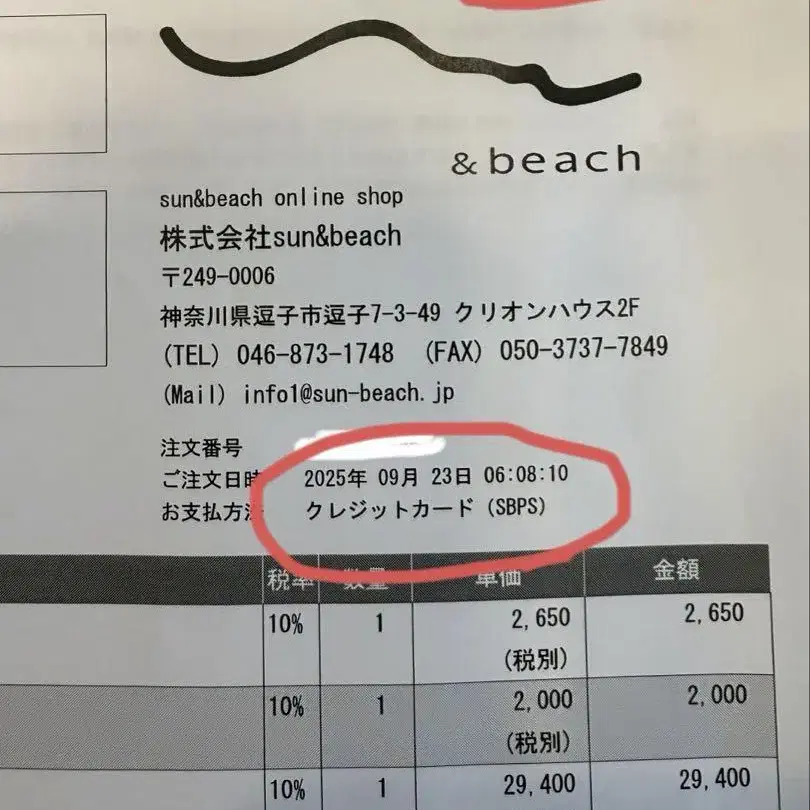 & beach
sun&beach online shop
株式会社sun&beach
〒249-0006
神奈川県逗子市逗子7-3-49 クリオンハウス2F
(TEL) 046-873-1748 (FAX) 050-3737-7849
(Mail) info1@sun-beach.jp
注文番号
ご注文日時 2025年 09月 23日 06:08:10
お支払方法 クレジットカード (SBPS)
税率 数量 単価 金額
10% 1 2,650 2,650
(税別)
10% 1 2,000 2,000
(税別)
10% 1 29,400 29,400